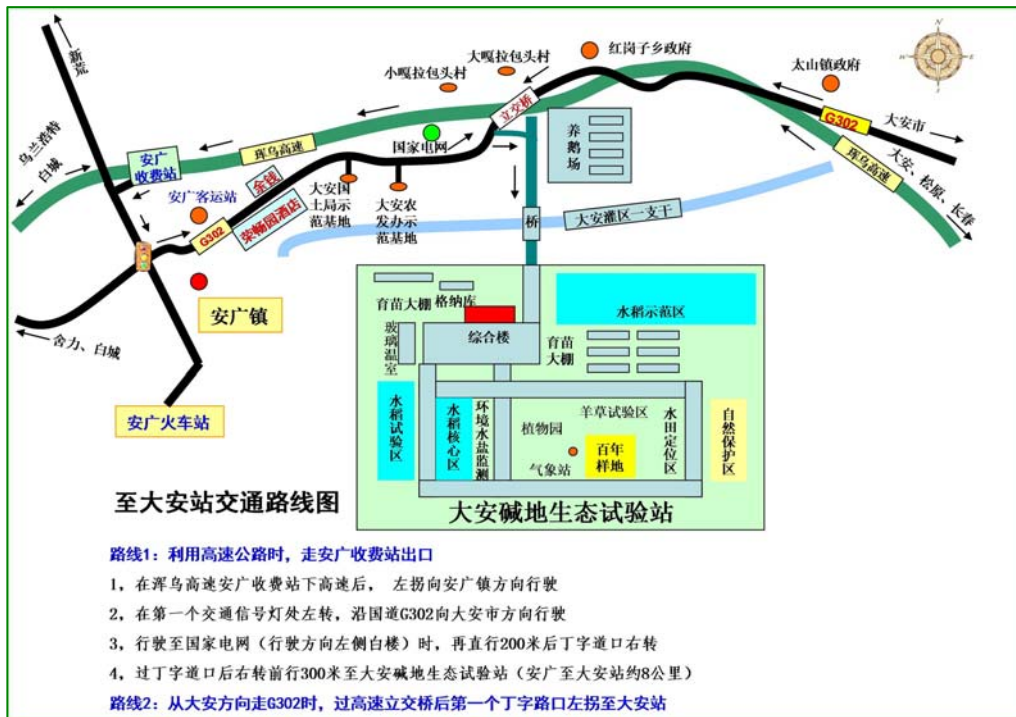 新荒
大嘎拉包头村
红岗子乡政府
小嘎拉包头村
太山镇政府
立交桥
G302
大安市
乌兰浩特
白城
安广
收费站
珲乌高速
国家电网
养鹅场
珲乌高速
大安、松原、长春
安广客运站
金钱
荣畅园酒店
G302
大安国
土局示
范基地
大安农
发办示
范基地
桥
大安灌区一支干
安广镇
舍力、白城
安广火车站
育苗大棚
格纳库
水稻示范区
玻璃温室
综合楼
育苗
大棚
水稻试验区
水稻核心区
环境水盐监测
植物园
羊草试验区
气象站
百年
样地
水田定位区
自然保护区
大安碱地生态试验站
至大安站交通路线图
路线1：利用高速公路时，走安广收费站出口
1，在浑乌高速安广收费站下高速后， 左拐向安广镇方向行驶
2，在第一个交通信号灯处左转，沿国道G302向大安市方向行驶
3，行驶至国家电网（行驶方向左侧白楼）时，再直行200米后丁字道口右转
4，过丁字道口后右转前行300米至大安碱地生态试验站（安广至大安站约8公里）
路线2：从大安方向走G302时，过高速立交桥后第一个丁字路口左拐至大安站